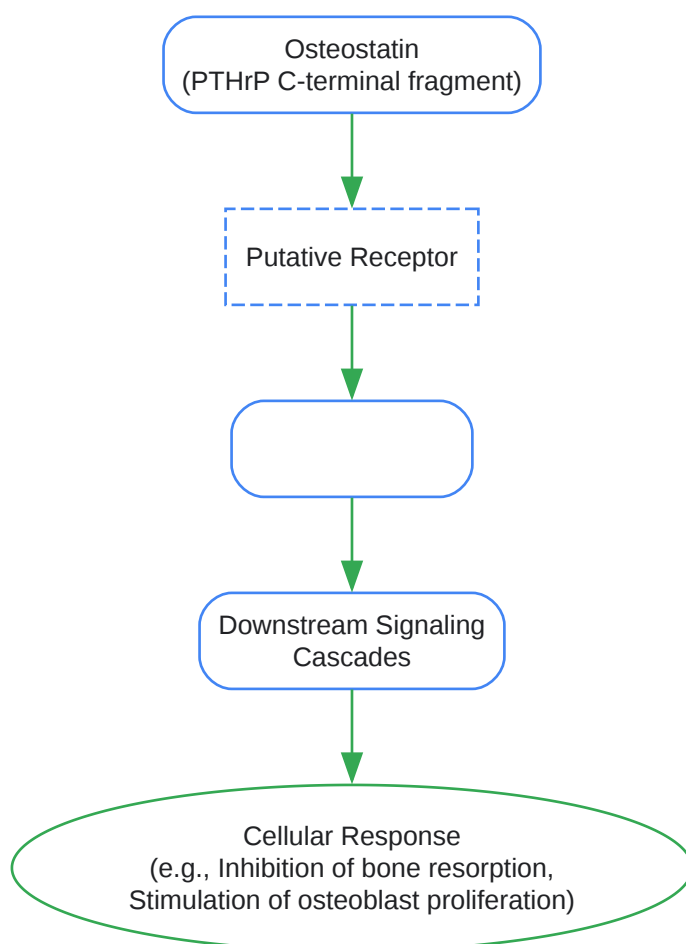 Osteostatin
(PTHrP C-terminal fragment)
Putative Receptor
Downstream Signaling
Cascades
Cellular Response
(e.g., Inhibition of bone resorption,
Stimulation of osteoblast proliferation)